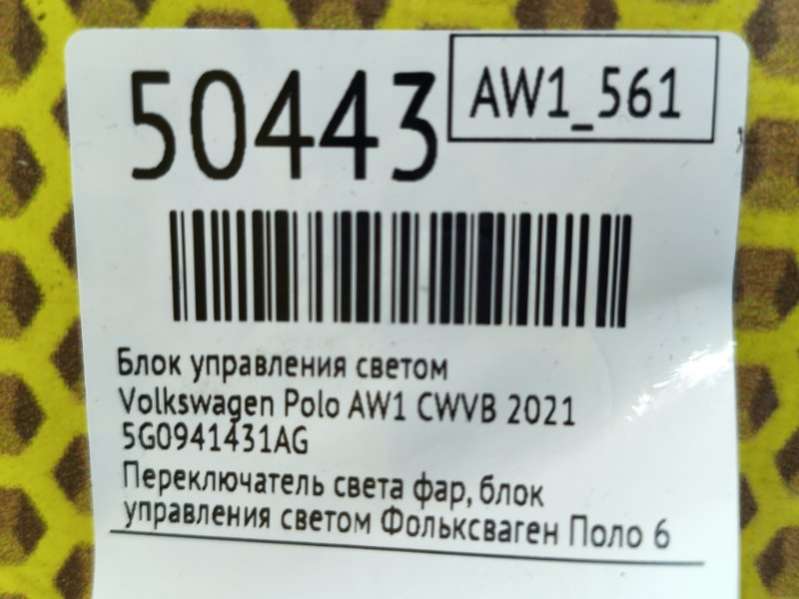 50443
AW1_561
Блок управления светом
Volkswagen Polo AW1 CWVB 2021
5G0941431AG
Переключатель света фар, блок
управления светом Фольксваген Поло 6